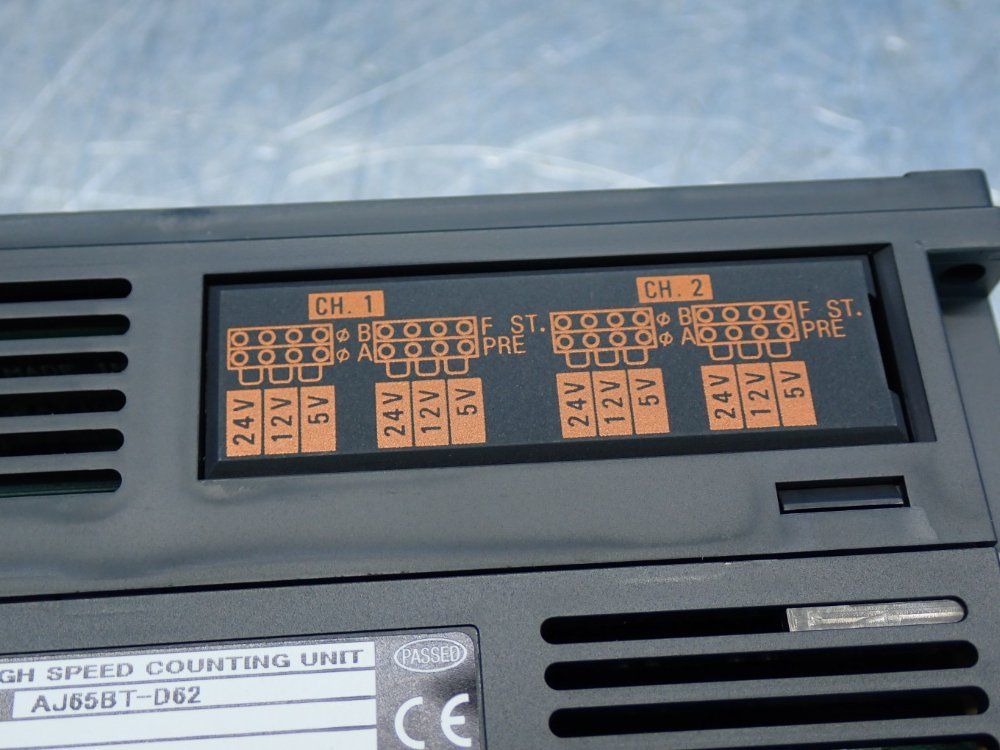 CH. 1
CH. 2
φ B
F ST.
φ B
F ST.
φ A
PRE
φ A
PRE
24V
12V
5V
24V
12V
5V
24V
12V
5V
24V
12V
5V
GH SPEED COUNTING UNIT
PASSED
AJ65BT-D62
CE